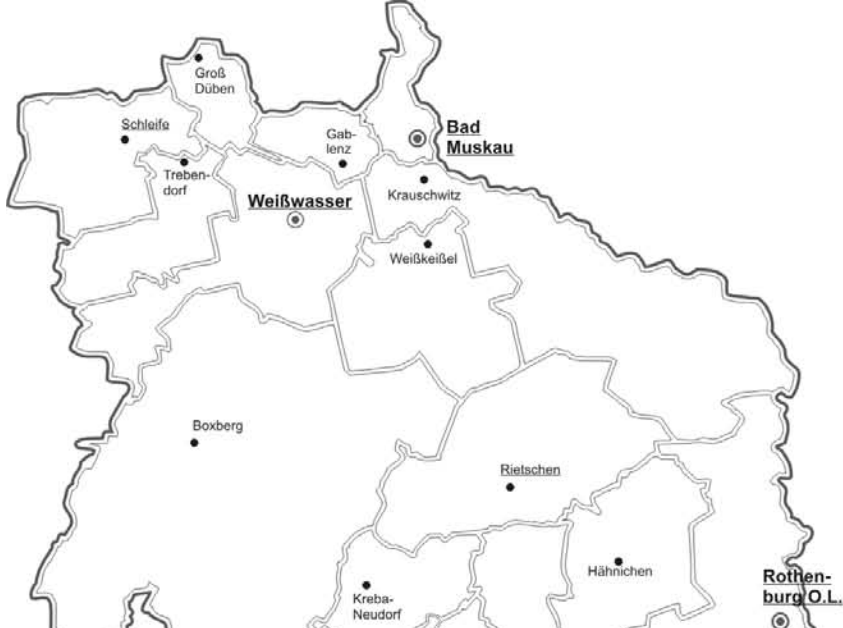 Groß
Düben
Schleife
Bad
Muskau
Gab-
lenz
Treben-
dorf
Krauschwitz
Weißwasser
Weißkeißel
Boxberg
Rietschen
Hähnichen
Rothen-
burg O.L.
Kreba-
Neudorf